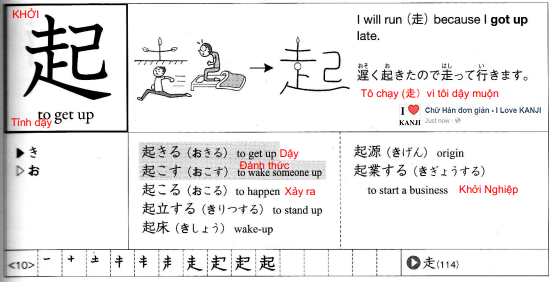 KHỞI
起
to get up
Tỉnh dậy
I will run (走) because I got up
late.
おそ お はし い
遅く起きたので走って行きます。
Tô chạy (走) vì tôi dậy muộn
I ❤ KANJI
Chữ Hán đơn giản - I Love KANJI
Just now
▶ き
▷ お
起きる (おきる) to get up Dậy
Đánh thức
起こす (おこす) to wake someone up
起こる (おこる) to happen Xảy ra
起立する (きりつする) to stand up
起床 (きしょう) wake-up
起源 (きげん) origin
起業する (きぎょうする)
to start a business Khởi Nghiệp
<10> 一 十 土 走 起
▶ 走(114)